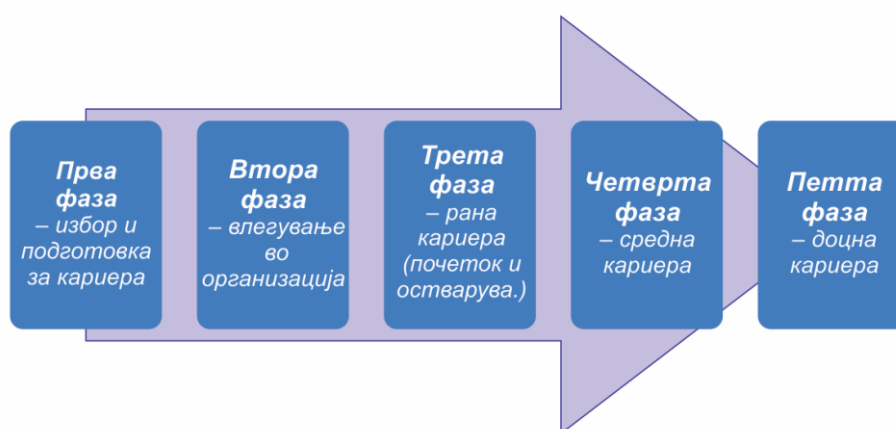 Прва
фаза
– избор и
подготовка
за кариера
Втора
фаза
– влегување
во
организација
Трета
фаза
– рана
кариера
(почеток и
остварува.)
Четврта
фаза
– средна
кариера
Петта
фаза
– доцна
кариера